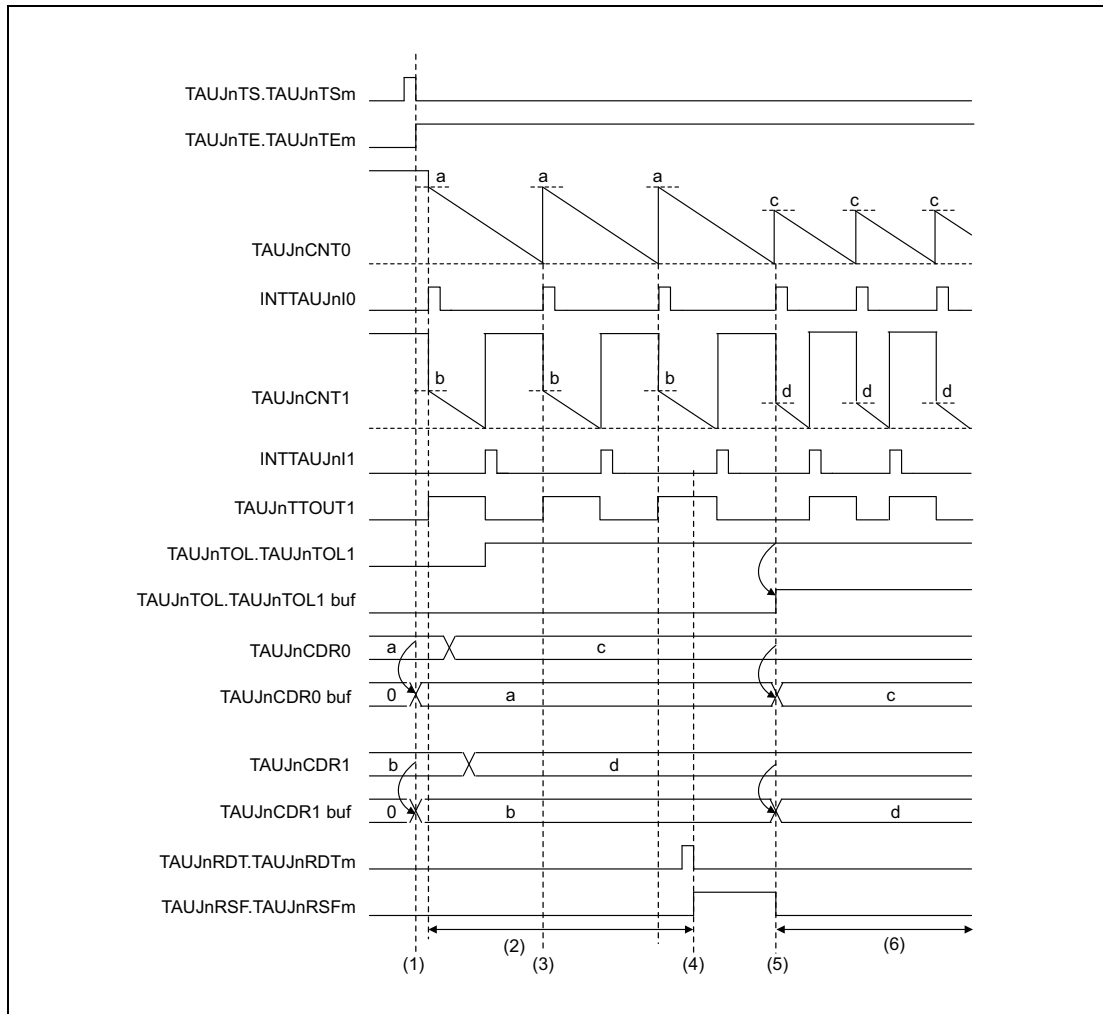 TAUJnTS.TAUJnTSm
TAUJnTE.TAUJnTEm
a a a c c c
TAUJnCNT0
INTTAUJnI0
b b b d d d
TAUJnCNT1
INTTAUJnI1
TAUJnTTOUT1
TAUJnTOL.TAUJnTOL1
TAUJnTOL.TAUJnTOL1 buf
TAUJnCDR0 a c
TAUJnCDR0 buf 0 a c
TAUJnCDR1 b d
TAUJnCDR1 buf 0 b d
TAUJnRDT.TAUJnRDTm
TAUJnRSF.TAUJnRSFm
(2) (6)
(1) (3) (4) (5)